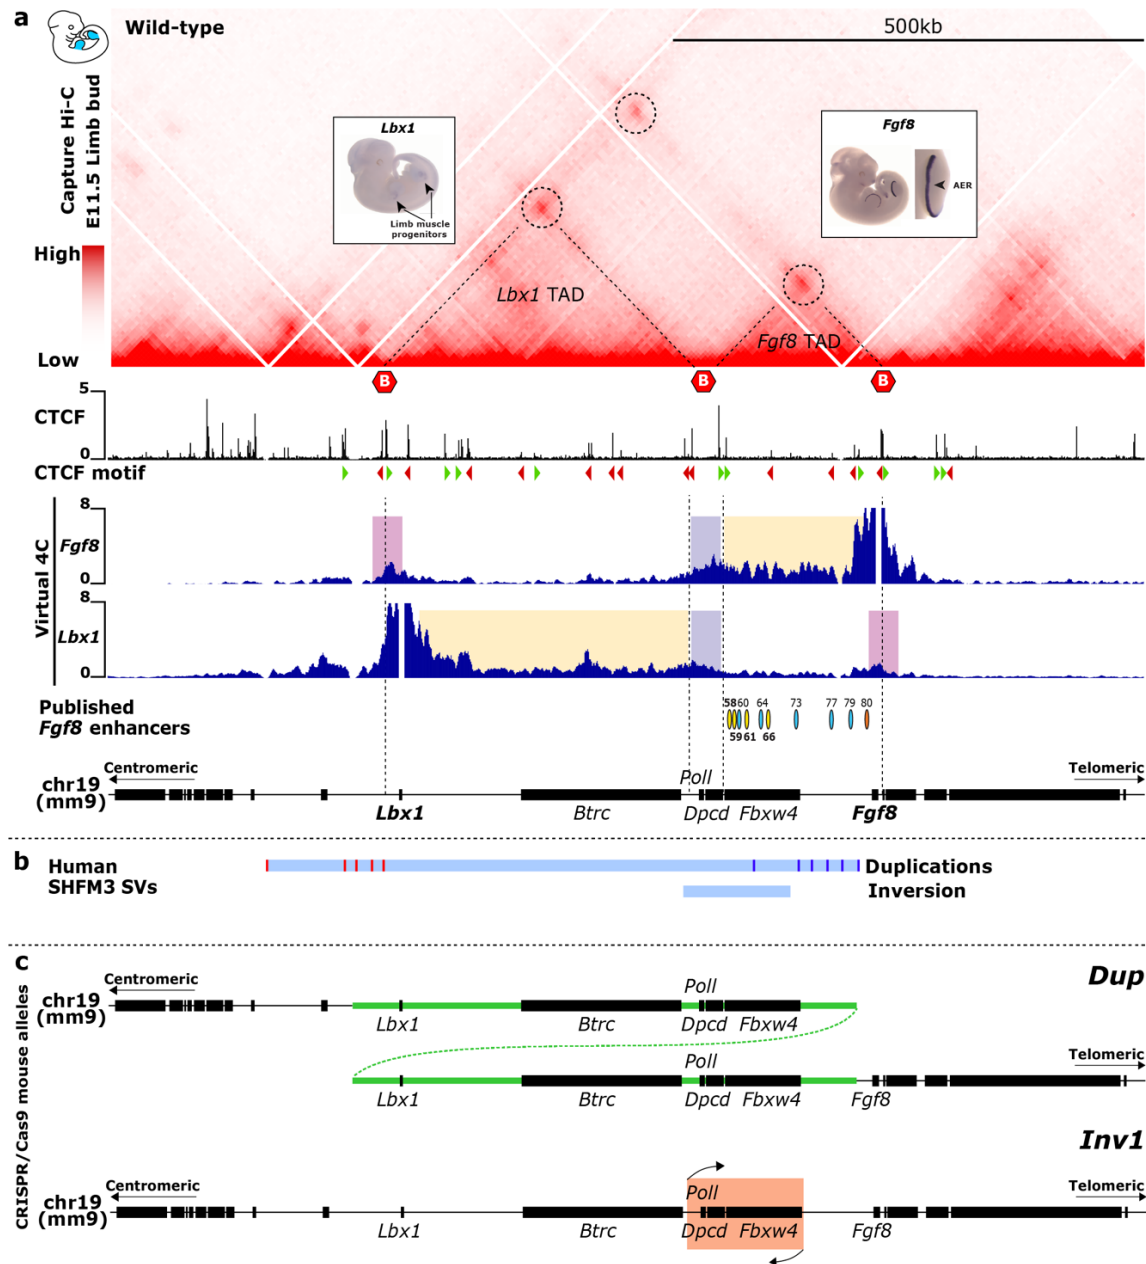 a
Wild-type
500kb
Capture Hi-C
E11.5 Limb bud
Lbx1
Limb muscle
progenitors
Fgf8
AER
High
Low
Lbx1 TAD
Fgf8 TAD
B
B
B
5
CTCF
0
CTCF motif
Virtual 4C
8
Fgf8
0
8
Lbx1
0
Published
Fgf8 enhancers
58 60 64 73 77 79 80
59 61 66
Centromeric
Telomeric
chr19
(mm9)
Poll
Lbx1 Btrc Dpcd Fbxw4 Fgf8
b
Human
SHFM3 SVs
Duplications
Inversion
c
CRISPR/Cas9 mouse alleles
Dup
Centromeric
chr19
(mm9)
Poll
Lbx1 Btrc Dpcd Fbxw4
Poll
Telomeric
Lbx1 Btrc Dpcd Fbxw4 Fgf8
Inv1
Centromeric
Telomeric
chr19
(mm9)
Poll
Lbx1 Btrc Dpcd Fbxw4 Fgf8